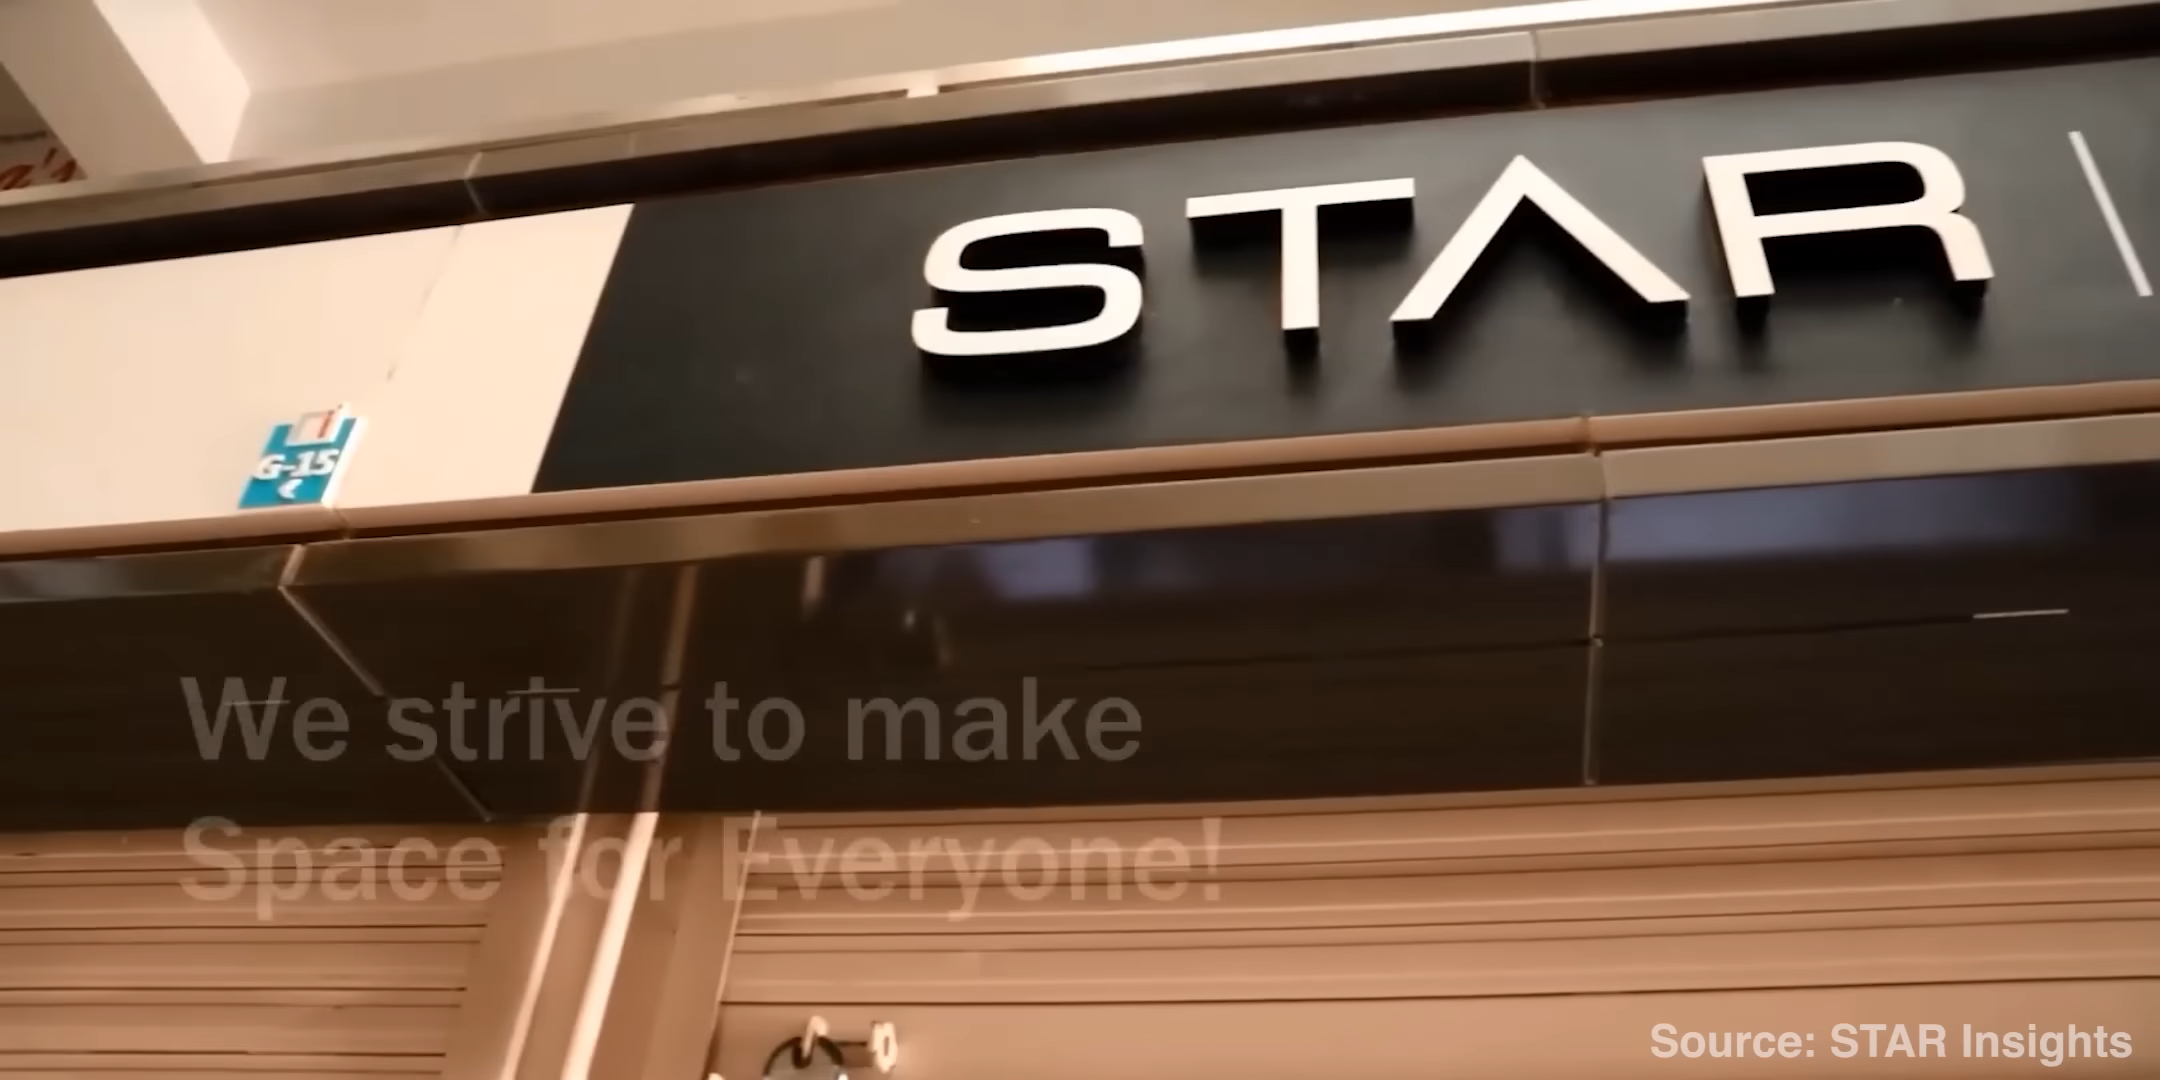 a's
STAR
G-15
We strive to make
Space for Everyone!
Source: STAR Insights